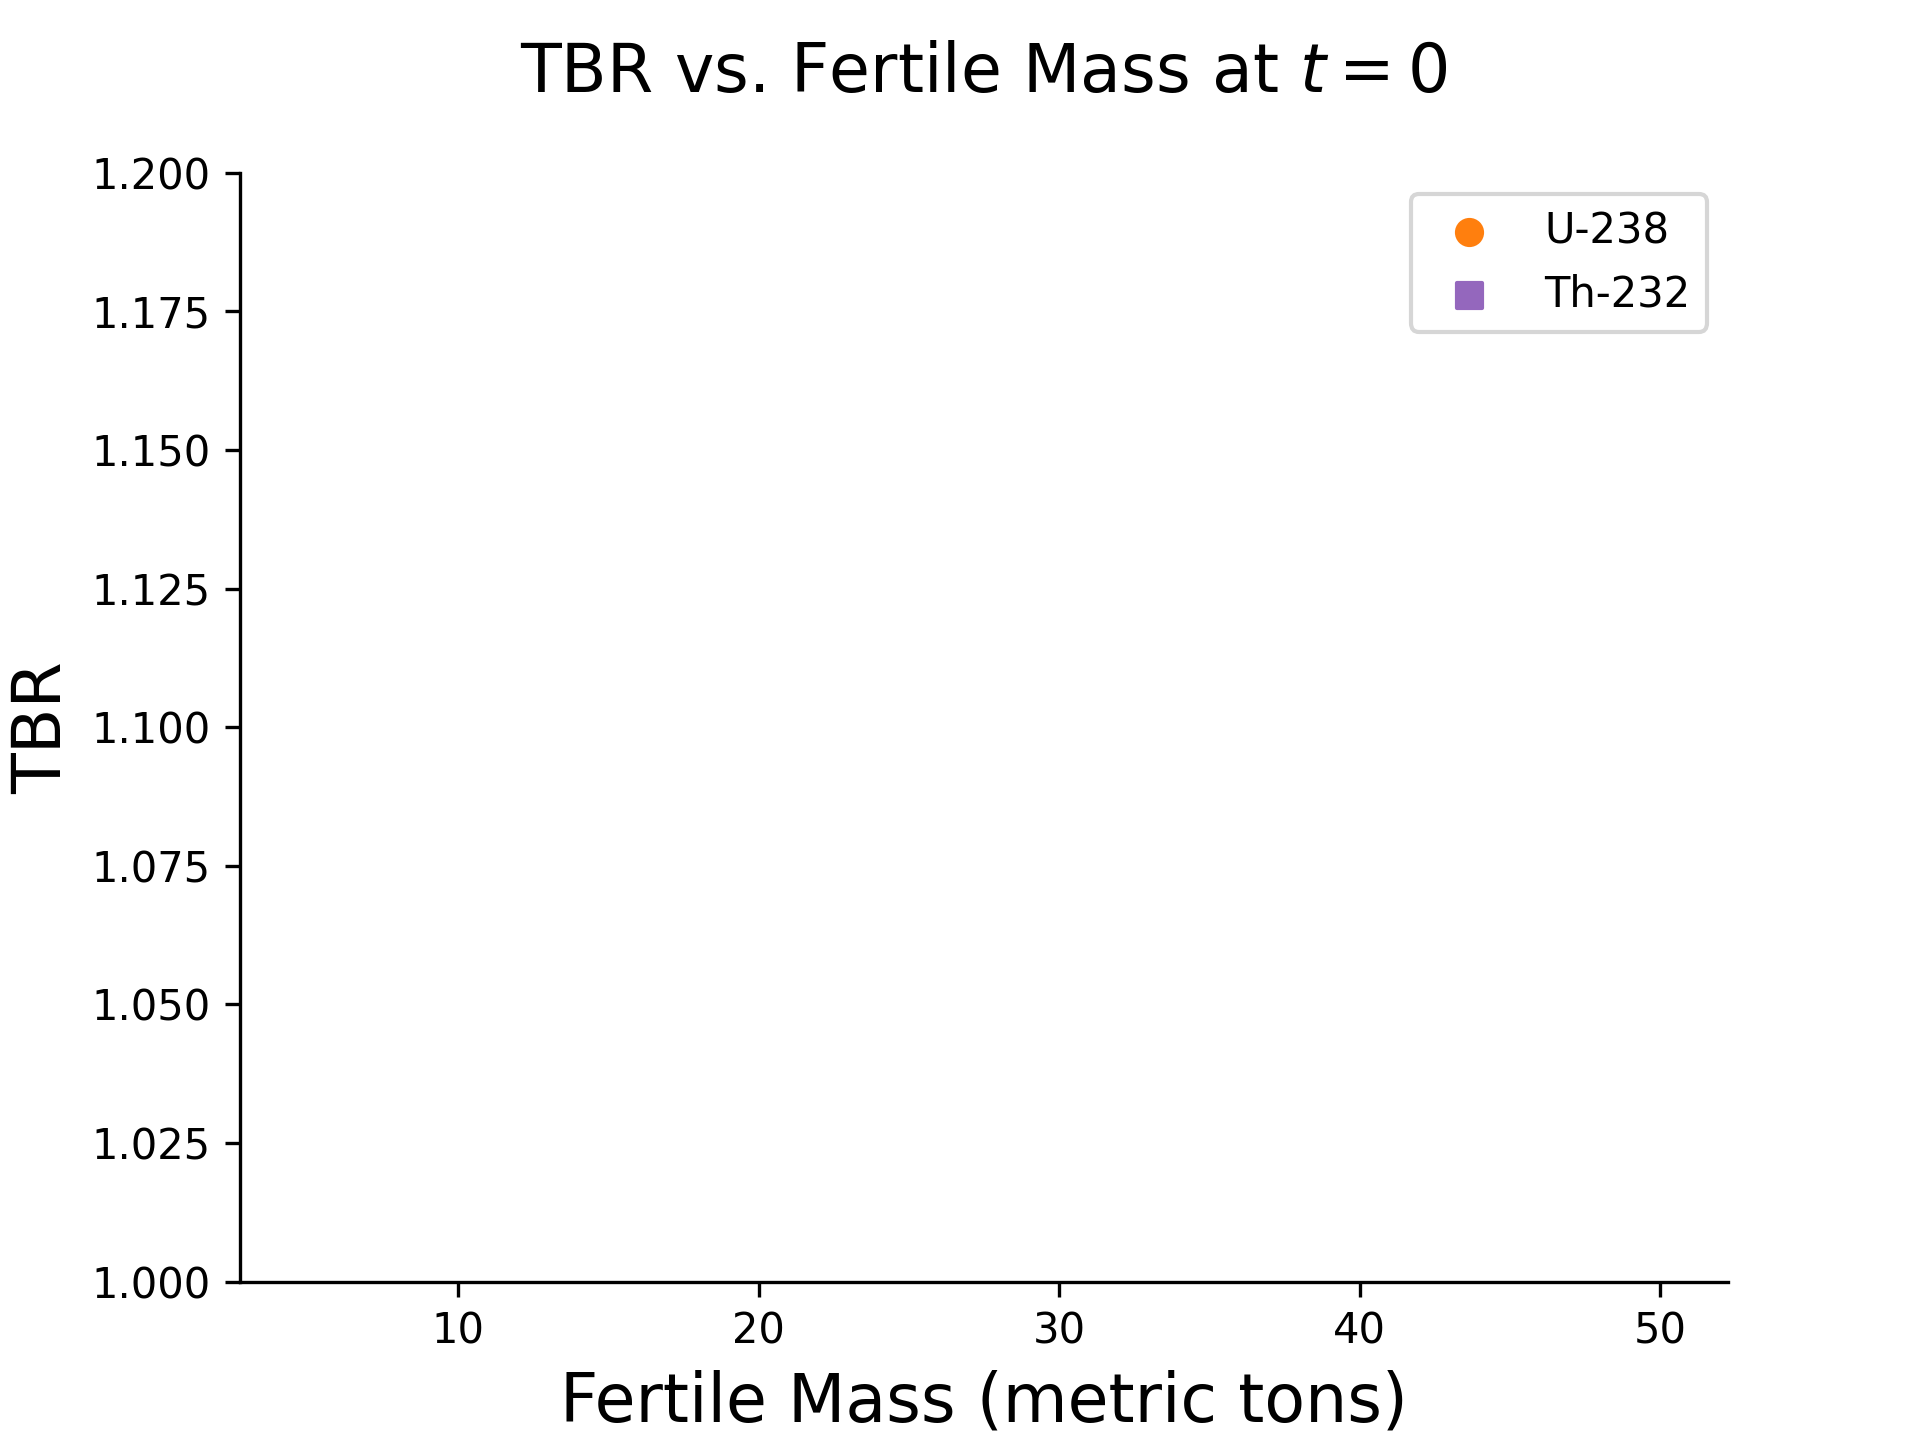 TBR vs. Fertile Mass at t = 0
1.200
1.175
1.150
1.125
1.100
1.075
1.050
1.025
1.000
TBR
U-238
Th-232
10 20 30 40 50
Fertile Mass (metric tons)